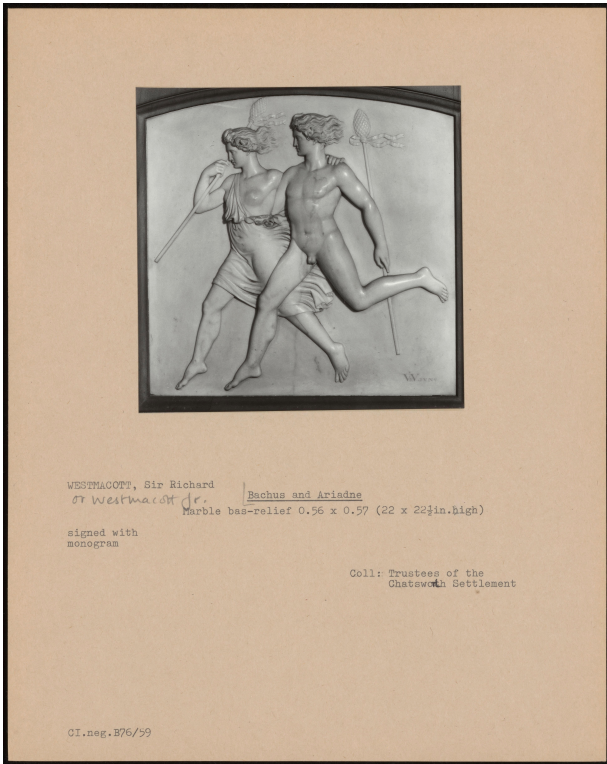 WESTMACOTT, Sir Richard
or Westmacott Jr.
Bachus and Ariadne
Marble bas-relief 0.56 x 0.57 (22 x 22½in.high)
signed with
monogram
Coll: Trustees of the
Chatsworth Settlement
CI.neg.B76/59